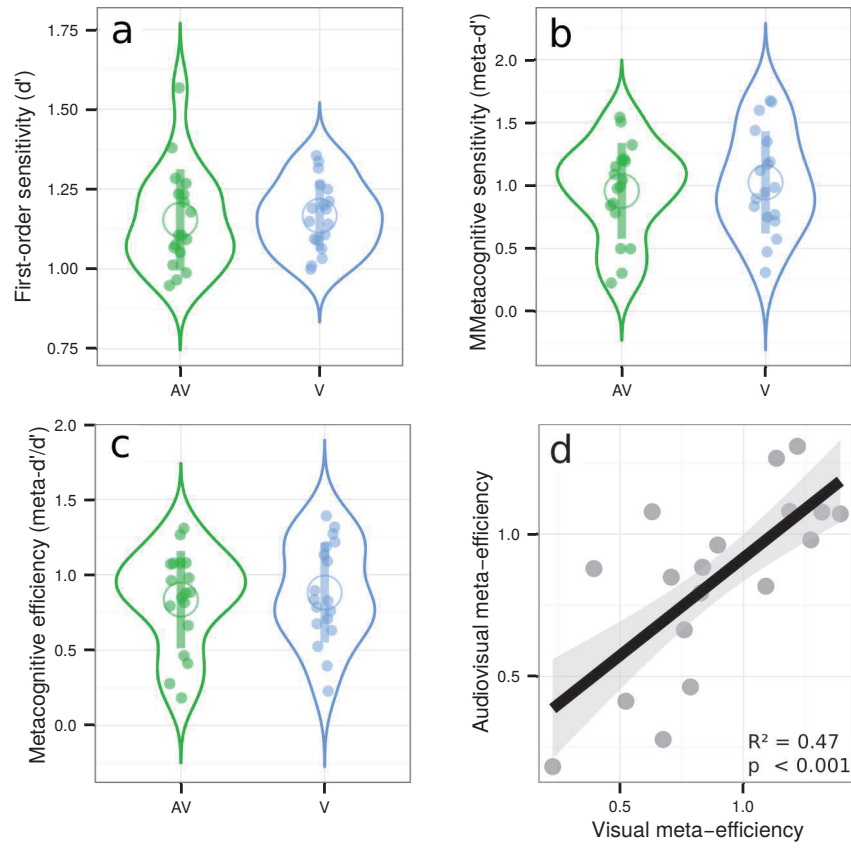 a
First-order sensitivity (d')
1.75
1.50
1.25
1.00
0.75
AV
V
b
MMetacognitive sensitivity (meta-d')
2.0
1.5
1.0
0.5
0.0
AV
V
c
Metacognitive efficiency (meta-d'/d')
2.0
1.5
1.0
0.5
0.0
AV
V
d
Audiovisual meta−efficiency
1.0
0.5
R² = 0.47
p < 0.001
0.5
1.0
Visual meta−efficiency